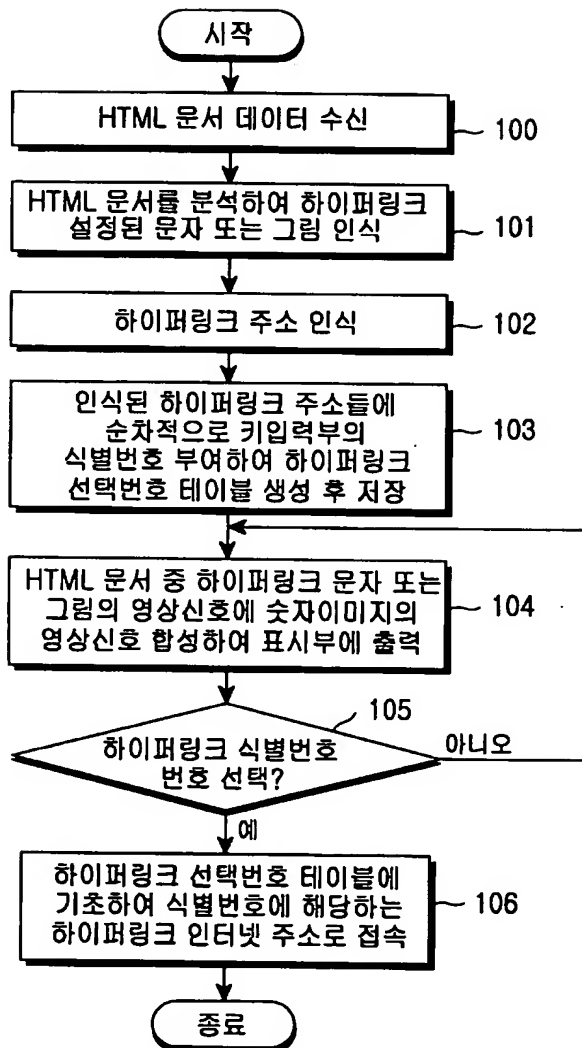 시작
HTML 문서 데이터 수신
100
HTML 문서를 분석하여 하이퍼링크
설정된 문자 또는 그림 인식
101
하이퍼링크 주소 인식
102
인식된 하이퍼링크 주소들에
순차적으로 키입력부의
식별번호 부여하여 하이퍼링크
선택번호 테이블 생성 후 저장
103
HTML 문서 중 하이퍼링크 문자 또는
그림의 영상신호에 숫자이미지의
영상신호 합성하여 표시부에 출력
104
105
하이퍼링크 식별번호
번호 선택?
아니오
예
하이퍼링크 선택번호 테이블에
기초하여 식별번호에 해당하는
하이퍼링크 인터넷 주소로 접속
106
종료